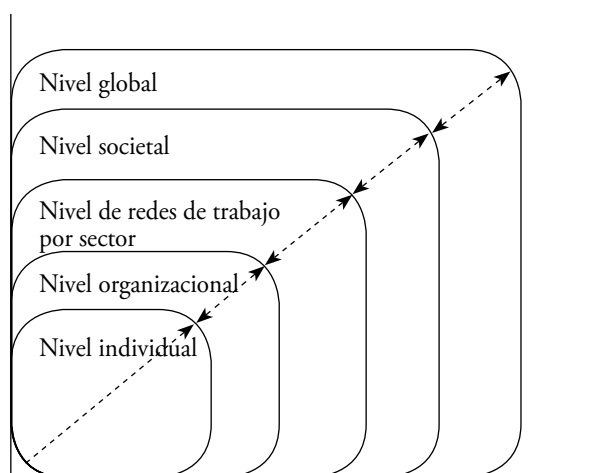 Nivel global
Nivel societal
Nivel de redes de trabajo
por sector
Nivel organizacional
Nivel individual